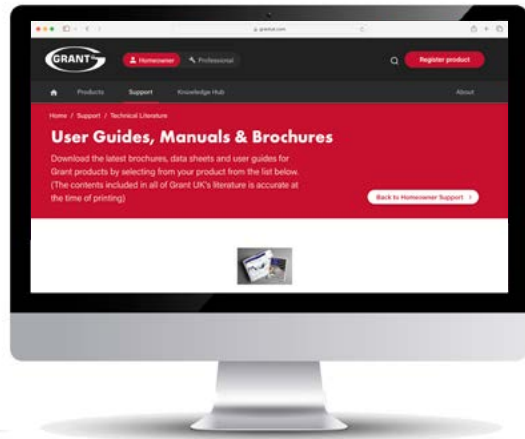 grantuk.com
GRANT UK
Homeowner
Professional
Register product
Products
Support
Knowledge Hub
About
Home / Support / Technical Literature
User Guides, Manuals & Brochures
Download the latest brochures, data sheets and user guides for
Grant products by selecting from your product from the list below.
(The contents included in all of Grant UK's literature is accurate at
the time of printing)
Back to Homeowner Support